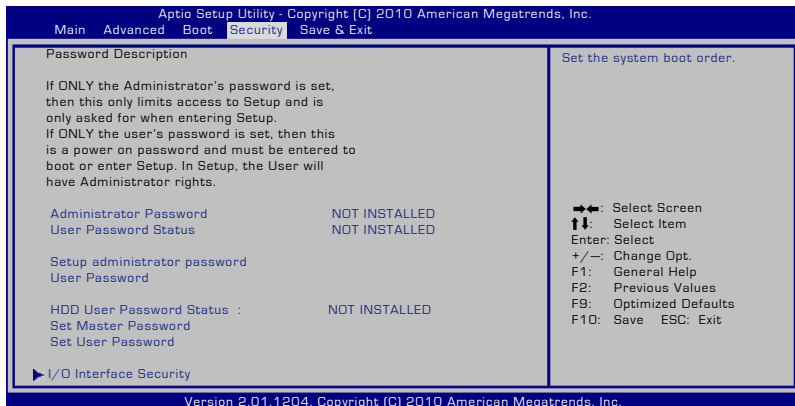 Aptio Setup Utility - Copyright (C) 2010 American Megatrends, Inc.
Main Advanced Boot Security Save & Exit
Password Description
If ONLY the Administrator's password is set,
then this only limits access to Setup and is
only asked for when entering Setup.
If ONLY the user's password is set, then this
is a power on password and must be entered to
boot or enter Setup. In Setup, the User will
have Administrator rights.
Administrator Password NOT INSTALLED
User Password Status NOT INSTALLED
Setup administrator password
User Password
HDD User Password Status : NOT INSTALLED
Set Master Password
Set User Password
I/O Interface Security
Set the system boot order.
→←: Select Screen
↑↓: Select Item
Enter: Select
+/—: Change Opt.
F1: General Help
F2: Previous Values
F9: Optimized Defaults
F10: Save ESC: Exit
Version 2.01.1204. Copyright (C) 2010 American Megatrends, Inc.